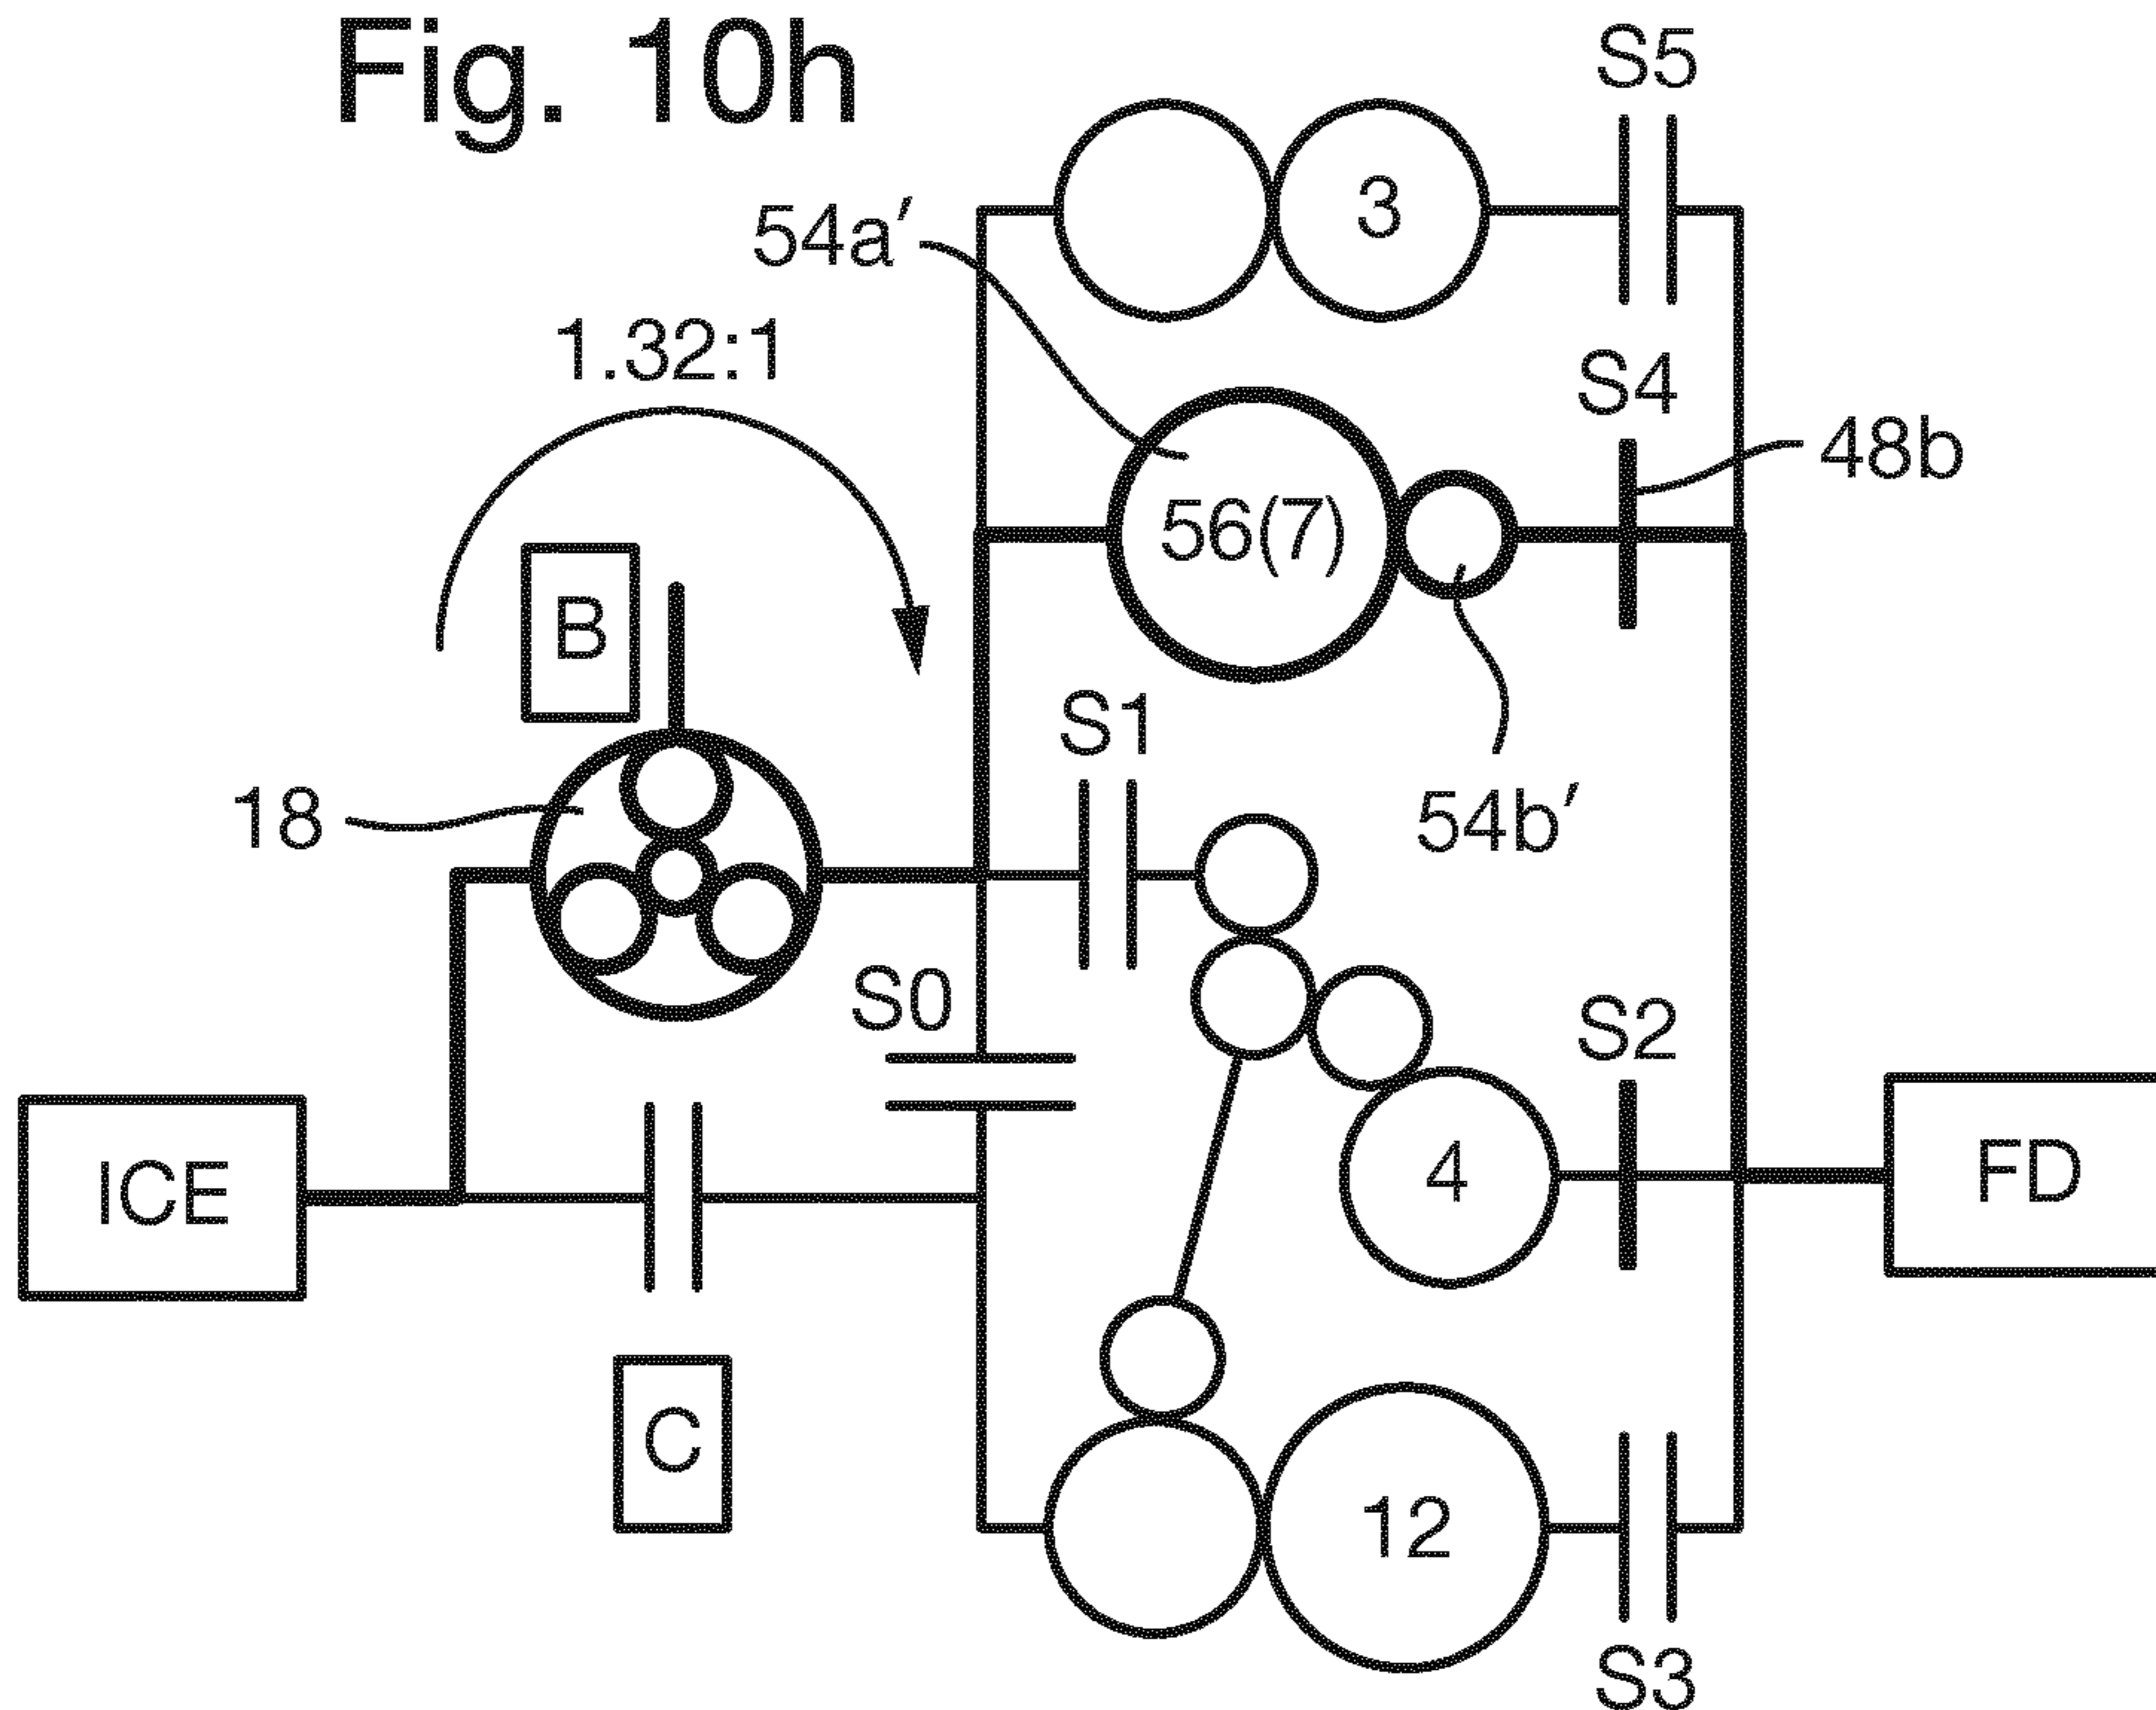 Fig. 10h
S5
3
54a′
1.32:1
S4
48b
56(7)
B
S1
18
54b′
S0
S2
ICE
4
FD
C
12
S3